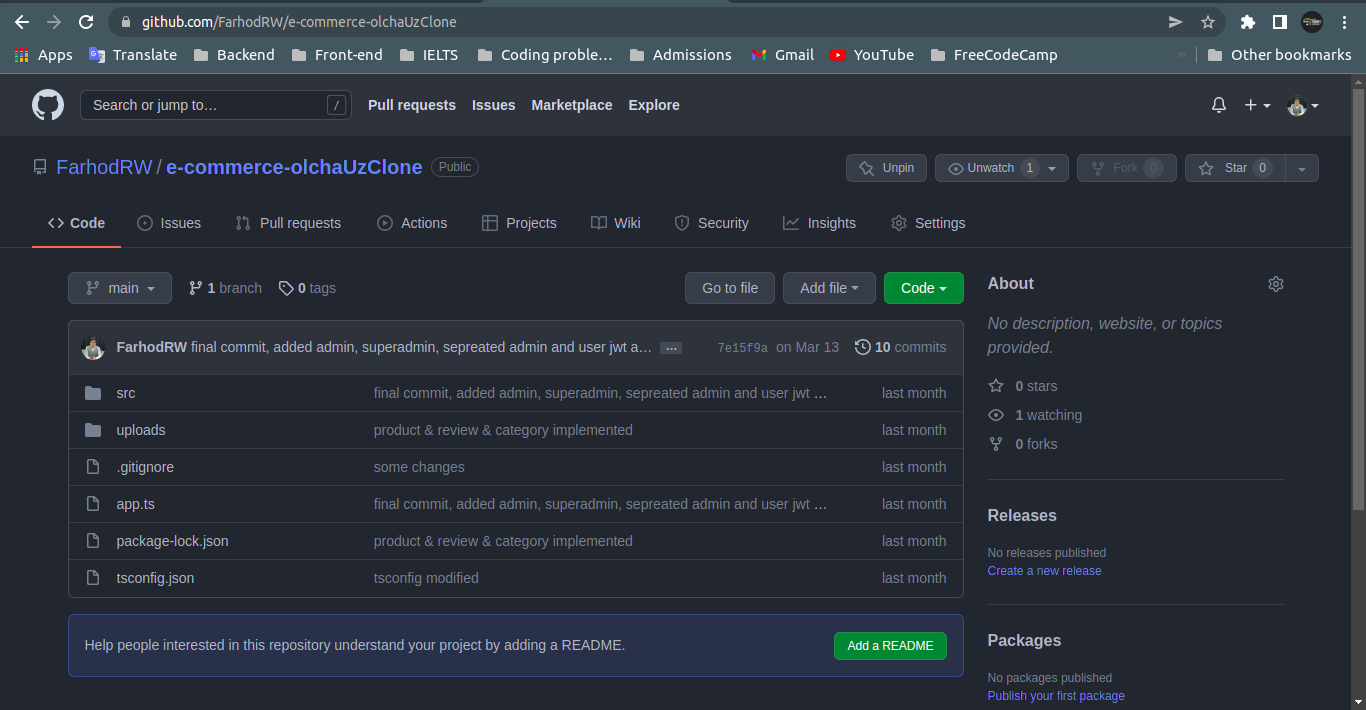 github.com/FarhodRW/e-commerce-olchaUzClone
Apps Translate Backend Front-end IELTS Coding proble… Admissions Gmail YouTube FreeCodeCamp » Other bookmarks
Search or jump to… / Pull requests Issues Marketplace Explore
FarhodRW / e-commerce-olchaUzClone Public Unpin Unwatch 1 Fork 0 Star 0
Code Issues Pull requests Actions Projects Wiki Security Insights Settings
main 1 branch 0 tags Go to file Add file Code
FarhodRW final commit, added admin, superadmin, sepreated admin and user jwt a… … 7e15f9a on Mar 13 10 commits
src final commit, added admin, superadmin, sepreated admin and user jwt … last month
uploads product & review & category implemented last month
.gitignore some changes last month
app.ts final commit, added admin, superadmin, sepreated admin and user jwt … last month
package-lock.json product & review & category implemented last month
tsconfig.json tsconfig modified last month
Help people interested in this repository understand your project by adding a README. Add a README
About
No description, website, or topics
provided.
0 stars
1 watching
0 forks
Releases
No releases published
Create a new release
Packages
No packages published
Publish your first package